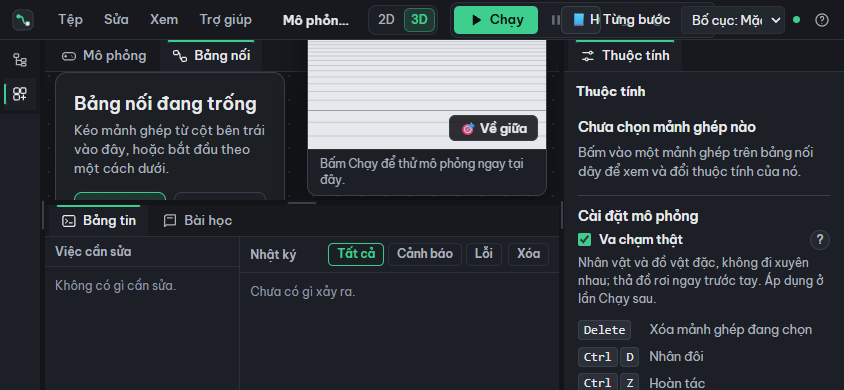 Tệp Sửa Xem Trợ giúp Mô phỏn... 2D 3D Chạy Từng bước
Mô phỏng Bảng nối Thuộc tính
Bảng nối đang trống
Kéo mảnh ghép từ cột bên trái
vào đây, hoặc bắt đầu theo
một cách dưới.
Về giữa
Bấm Chạy để thử mô phỏng ngay tại
đây.
Bảng tin Bài học
Việc cần sửa
Không có gì cần sửa.
Nhật ký Tất cả Cảnh báo Lỗi Xóa
Chưa có gì xảy ra.
Thuộc tính
Chưa chọn mảnh ghép nào
Bấm vào một mảnh ghép trên bảng nối
dây để xem và đổi thuộc tính của nó.
Cài đặt mô phỏng
Va chạm thật ?
Nhân vật và đồ vật đặc, không đi xuyên
nhau; thả đồ rơi ngay trước tay. Áp dụng ở
lần Chạy sau.
Delete Xóa mảnh ghép đang chọn
Ctrl D Nhân đôi
Ctrl Z Hoàn tác